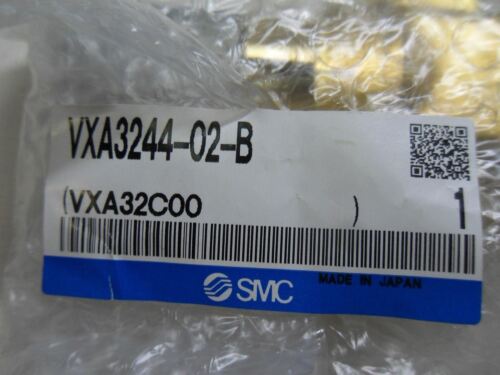 VXA3244-02-B
(VXA32C00 ) 1
MADE IN JAPAN
SMC